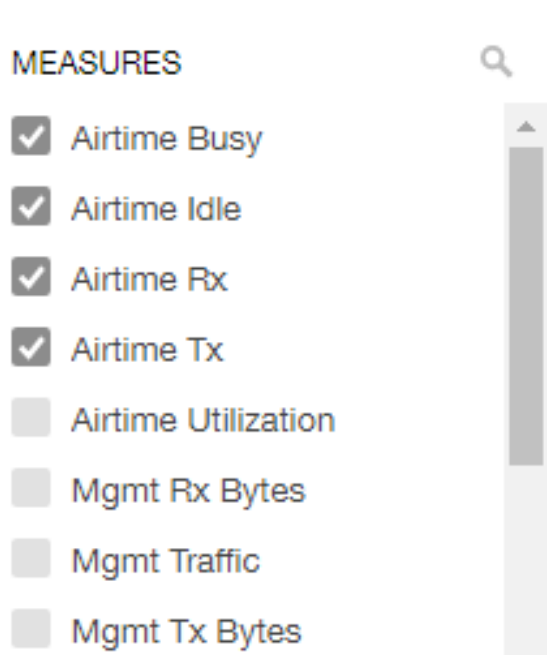 MEASURES
Airtime Busy
Airtime Idle
Airtime Rx
Airtime Tx
Airtime Utilization
Mgmt Rx Bytes
Mgmt Traffic
Mgmt Tx Bytes